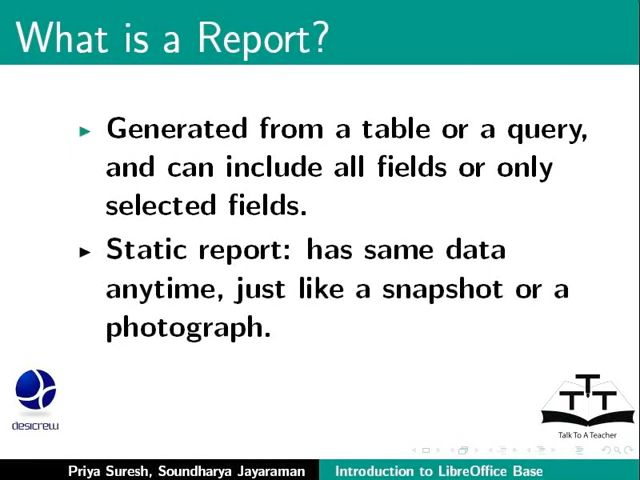 What is a Report?
Generated from a table or a query,
and can include all fields or only
selected fields.
Static report: has same data
anytime, just like a snapshot or a
photograph.
desicrew
T T T
Talk To A Teacher
Priya Suresh, Soundharya Jayaraman Introduction to LibreOffice Base